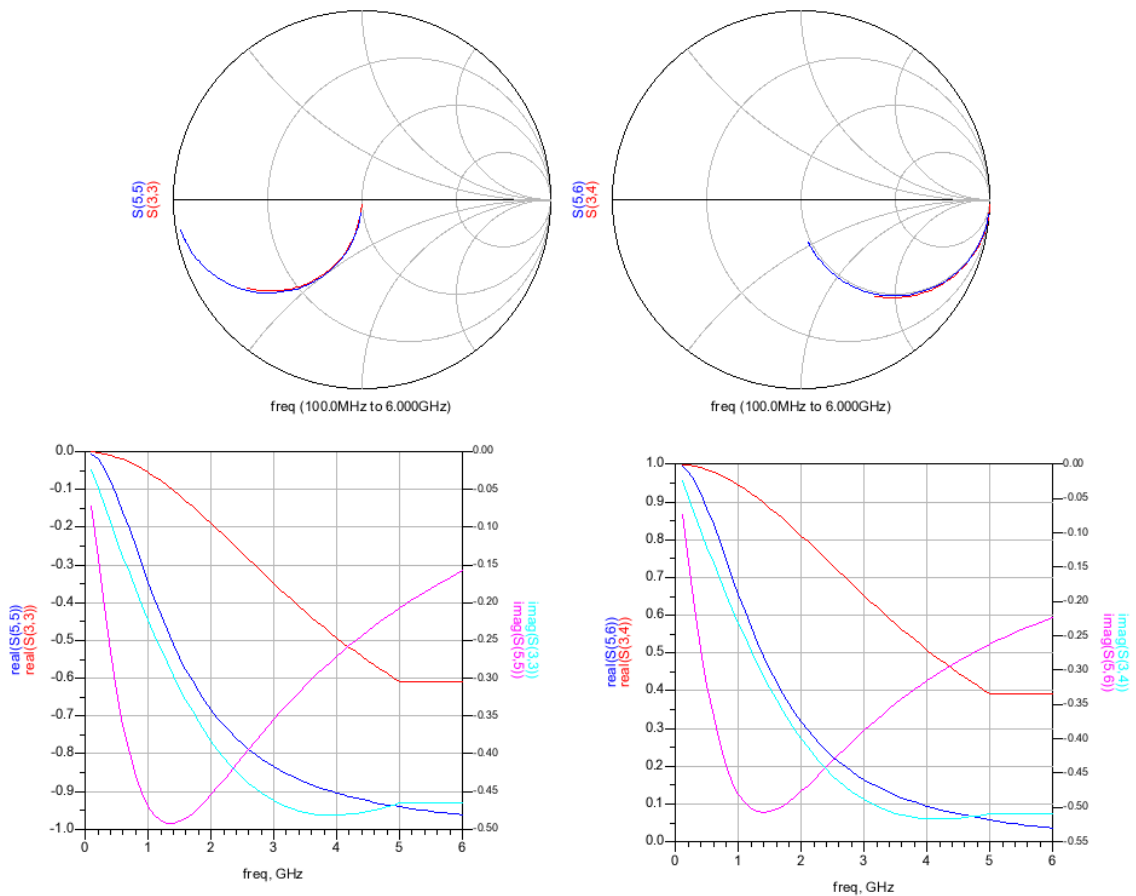 S(5,5)
S(3,3)
S(5,6)
S(3,4)
freq (100.0MHz to 6.000GHz)
freq (100.0MHz to 6.000GHz)
real(S(5,5))
real(S(3,3))
0.0
-0.1
-0.2
-0.3
-0.4
-0.5
-0.6
-0.7
-0.8
-0.9
-1.0
-0.00
-0.05
-0.10
-0.15
-0.20
-0.25
-0.30
-0.35
-0.40
-0.45
-0.50
imag(S(3,3))
imag(S(5,5))
0 1 2 3 4 5 6
freq, GHz
real(S(5,6))
real(S(3,4))
1.0
0.9
0.8
0.7
0.6
0.5
0.4
0.3
0.2
0.1
0.0
-0.00
-0.05
-0.10
-0.15
-0.20
-0.25
-0.30
-0.35
-0.40
-0.45
-0.50
-0.55
imag(S(3,4))
imag(S(5,6))
0 1 2 3 4 5 6
freq, GHz